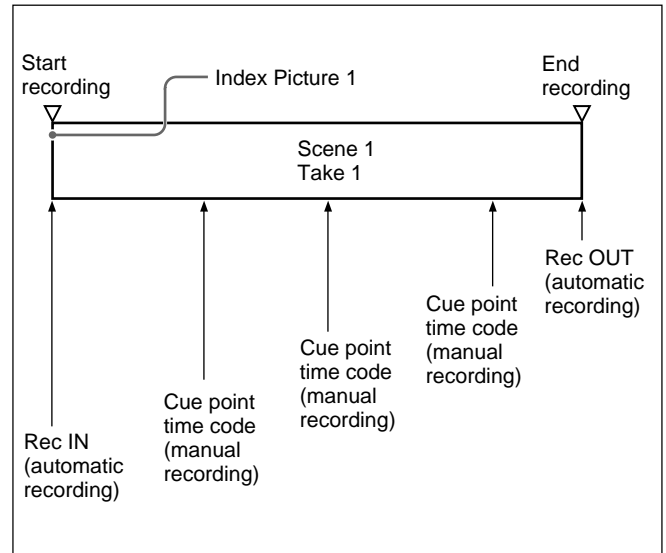 Start
recording
Index Picture 1
End
recording
Scene 1
Take 1
Rec IN
(automatic
recording)
Cue point
time code
(manual
recording)
Cue point
time code
(manual
recording)
Cue point
time code
(manual
recording)
Rec OUT
(automatic
recording)